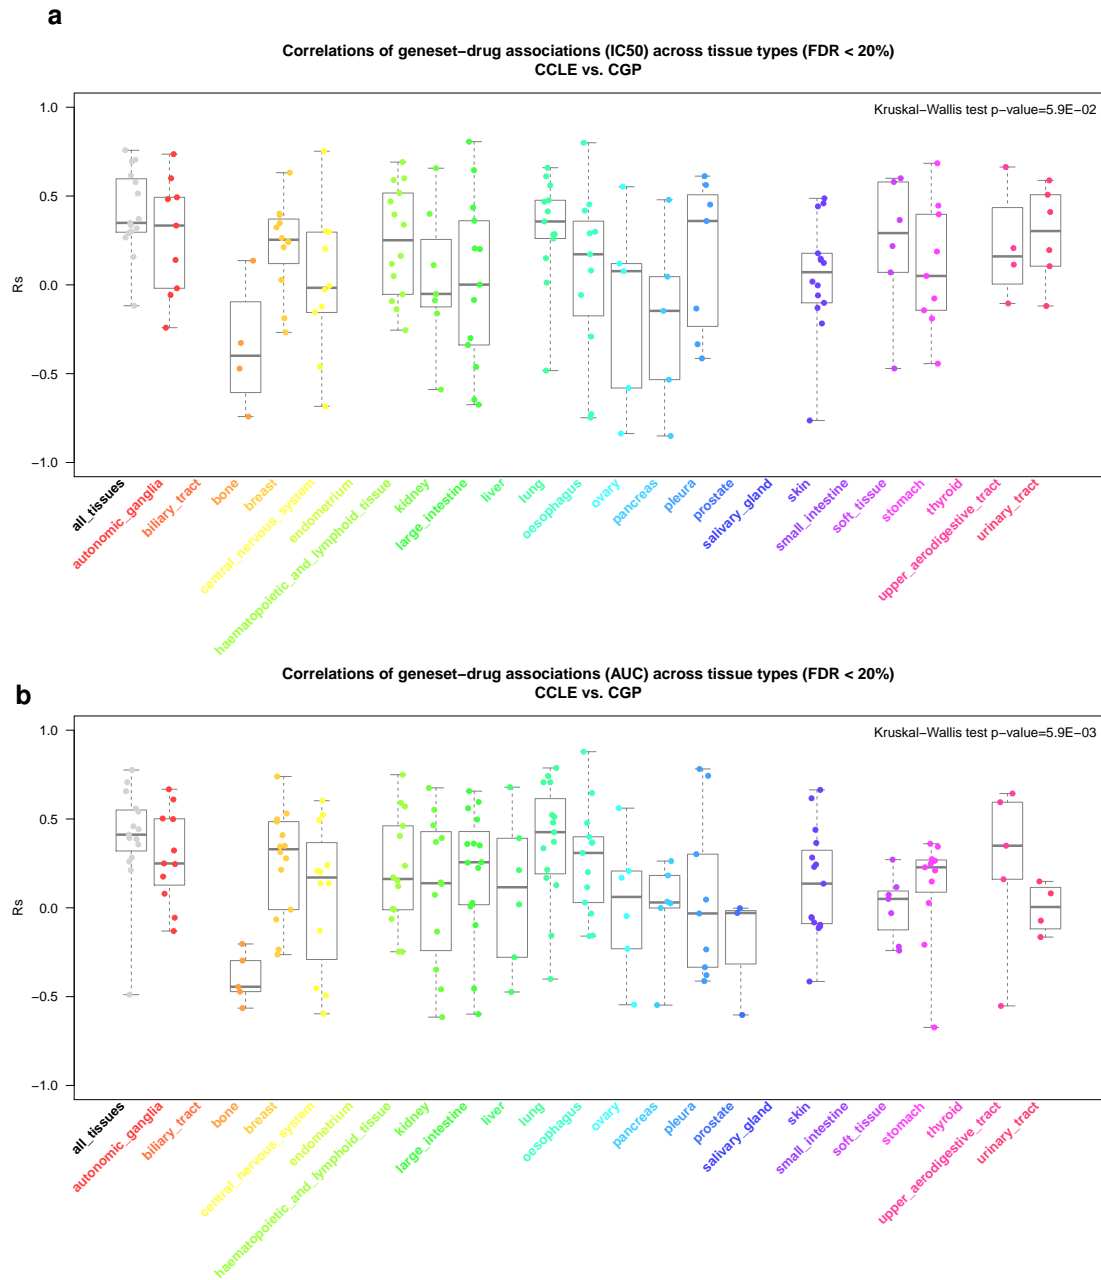 a
Correlations of geneset−drug associations (IC50) across tissue types (FDR < 20%)
CCLE vs. CGP
Kruskal−Wallis test p−value=5.9E−02
1.0
0.5
0.0
−0.5
−1.0
Rs
all_tissues
autonomic_ganglia
biliary_tract
bone
breast
central_nervous_system
endometrium
haematopoietic_and_lymphoid_tissue
kidney
large_intestine
liver
lung
oesophagus
ovary
pancreas
pleura
prostate
salivary_gland
skin
small_intestine
soft_tissue
stomach
thyroid
upper_aerodigestive_tract
urinary_tract
b
Correlations of geneset−drug associations (AUC) across tissue types (FDR < 20%)
CCLE vs. CGP
Kruskal−Wallis test p−value=5.9E−03
1.0
0.5
0.0
−0.5
−1.0
Rs
all_tissues
autonomic_ganglia
biliary_tract
bone
breast
central_nervous_system
endometrium
haematopoietic_and_lymphoid_tissue
kidney
large_intestine
liver
lung
oesophagus
ovary
pancreas
pleura
prostate
salivary_gland
skin
small_intestine
soft_tissue
stomach
thyroid
upper_aerodigestive_tract
urinary_tract